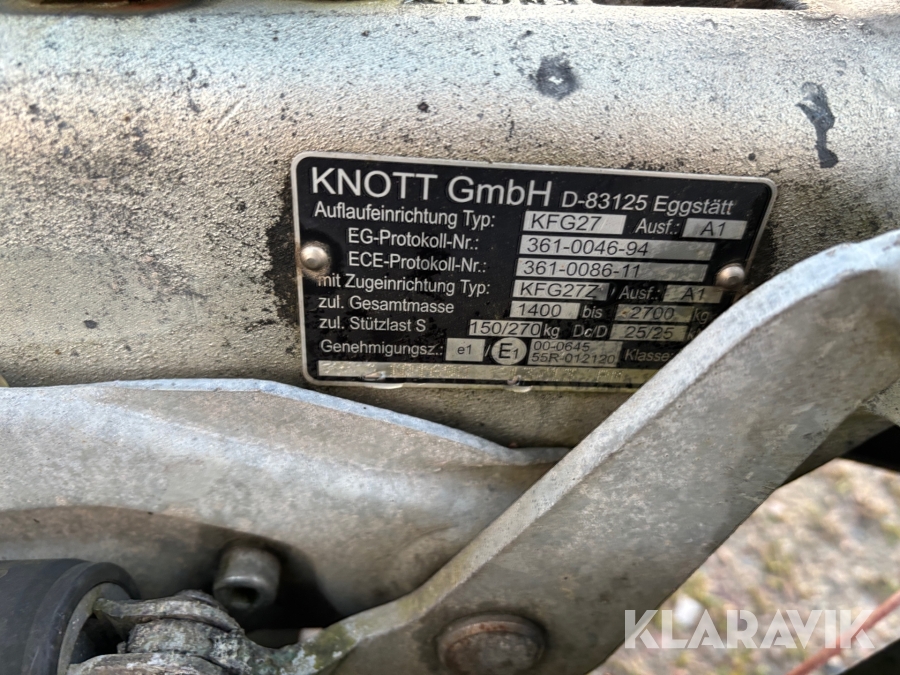 KNOTT GmbH D-83125 Eggstätt
Auflaufeinrichtung Typ: KFG27 Ausf.: A1
EG-Protokoll-Nr.: 361-0046-94
ECE-Protokoll-Nr.: 361-0086-11
mit Zugeinrichtung Typ: KFG27Z Ausf.: A1
zul. Gesamtmasse 1400 bis 2700 kg
zul. Stützlast S 150/270 kg Dc/D 25/25
Genehmigungsz.: e1 / E1 00-0645 Klasse:
55R-012120
KLARAVIK